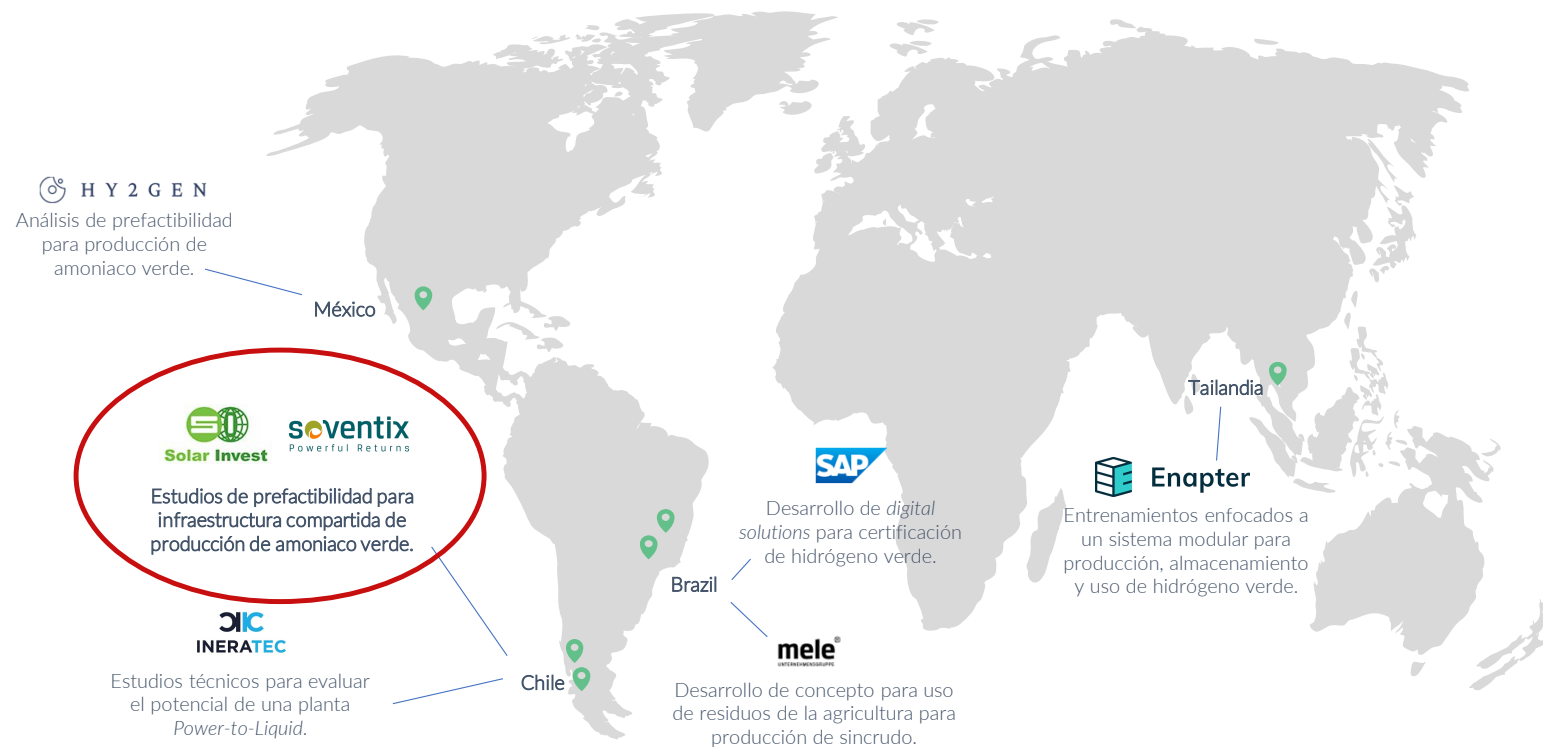 HY2GEN
Análisis de prefactibilidad
para producción de
amoniaco verde.
México
SO
Solar Invest
soventix
Powerful Returns
Estudios de prefactibilidad para
infraestructura compartida de
producción de amoniaco verde.
INERATEC
Estudios técnicos para evaluar
el potencial de una planta
Power-to-Liquid.
Chile
Brazil
SAP
Desarrollo de digital
solutions para certificación
de hidrógeno verde.
mele®
UNTERNEHMENSGRUPPE
Desarrollo de concepto para uso
de residuos de la agricultura para
producción de sincrudo.
Tailandia
Enapter
Entrenamientos enfocados a
un sistema modular para
producción, almacenamiento
y uso de hidrógeno verde.